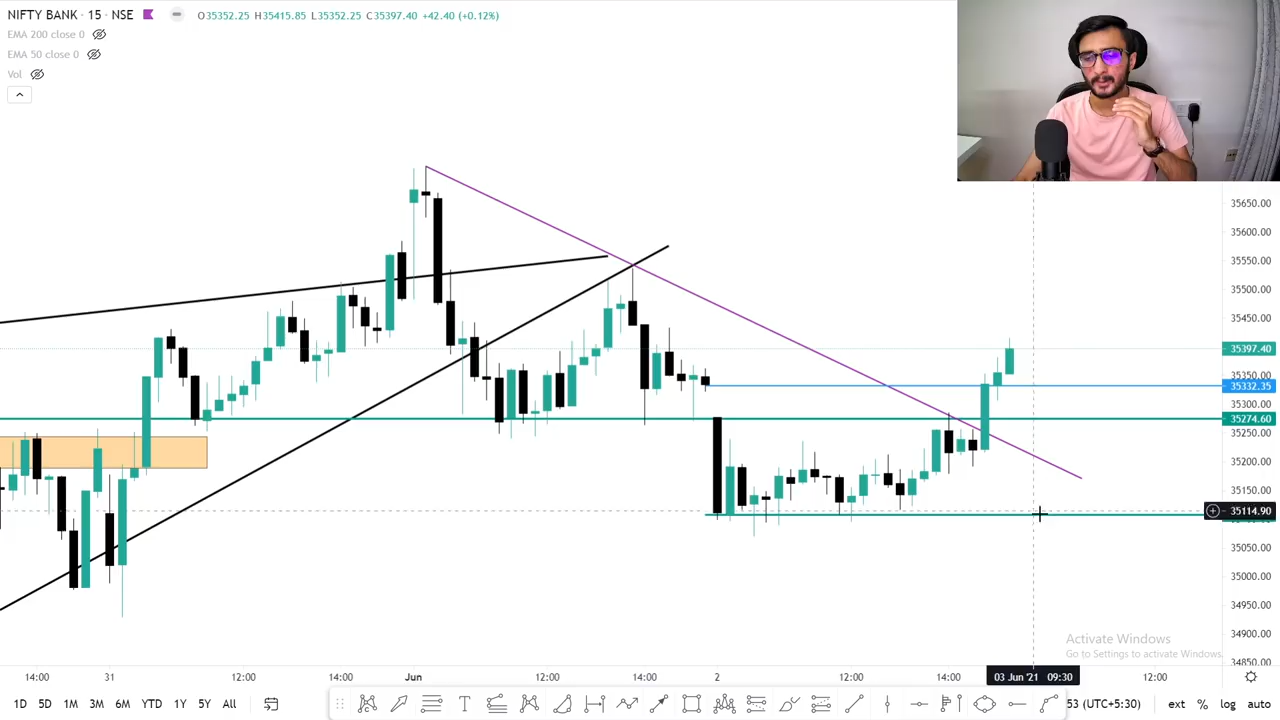 NIFTY BANK · 15 · NSE O35352.25 H35415.85 L35352.25 C35397.40 +42.40 (+0.12%)
EMA 200 close 0
EMA 50 close 0
Vol
35650.00
35600.00
35550.00
35500.00
35450.00
35397.40
35350.00
35332.35
35300.00
35274.60
35250.00
35200.00
35150.00
35114.90
35050.00
35000.00
34950.00
34900.00
34850.00
Activate Windows
Go to Settings to activate Windows.
14:00 31 12:00 14:00 Jun 12:00 14:00 2 12:00 14:00 03 Jun '21 09:30 12:00
1D 5D 1M 3M 6M YTD 1Y 5Y All 53 (UTC+5:30) ext % log auto